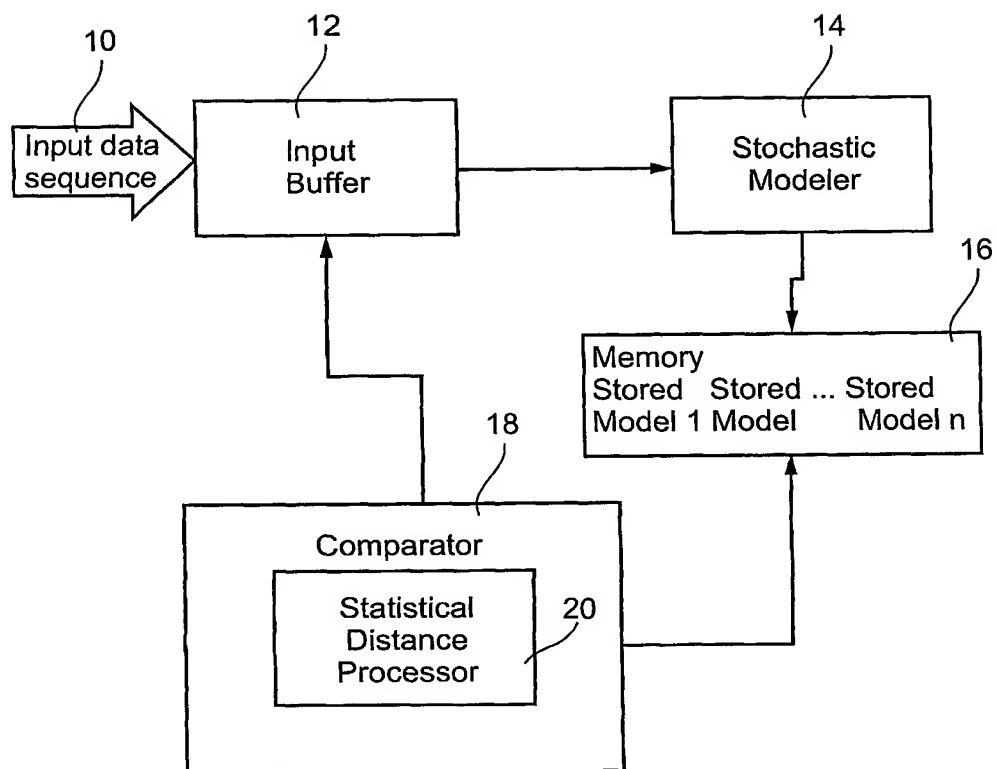 10
12
14
Input data
sequence
Input
Buffer
Stochastic
Modeler
16
Memory
Stored Stored ... Stored
Model 1 Model Model n
18
Comparator
Statistical
Distance
Processor
20